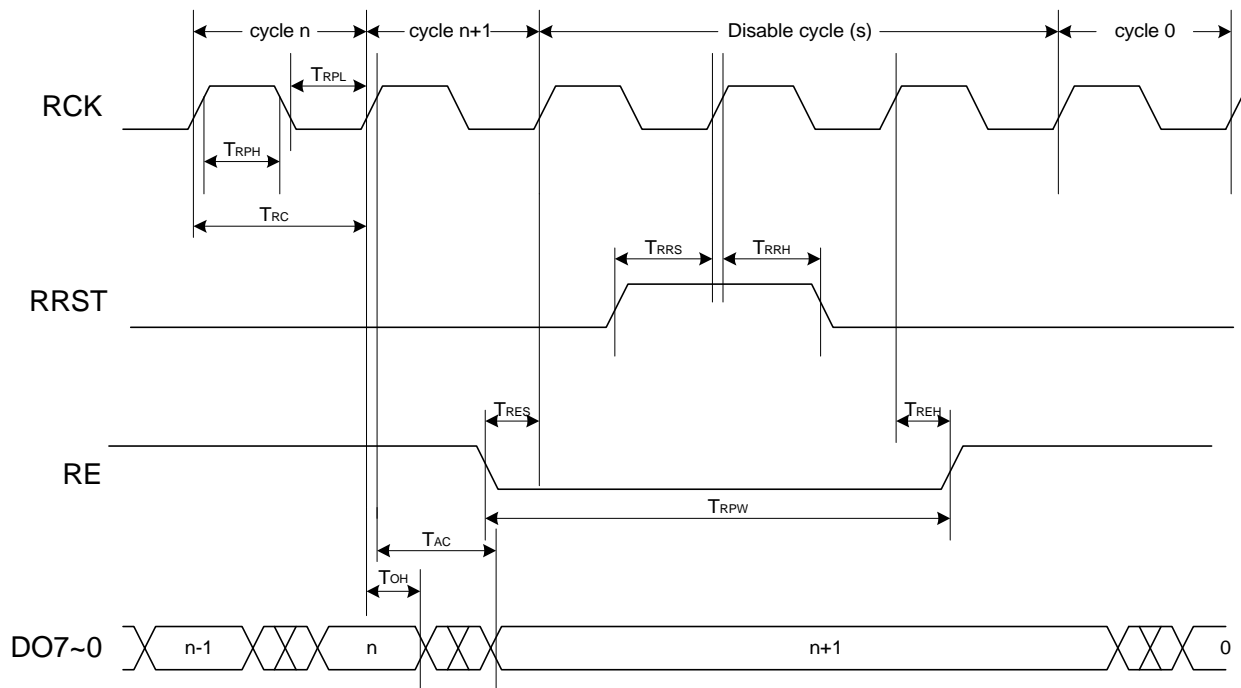 cycle n
cycle n+1
Disable cycle (s)
cycle 0
TRPL
RCK
TRPH
TRC
TRRS
TRRH
RRST
TRES
TREH
RE
TRPW
TAC
TOH
DO7~0
n-1
n
n+1
0